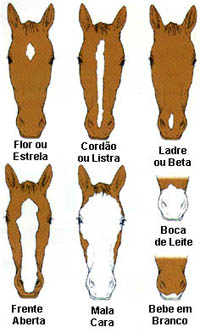 Flor ou
Estrela
Cordão
ou Listra
Ladre
ou Beta
Frente
Aberta
Mala
Cara
Boca
de Leite
Bebe em
Branco